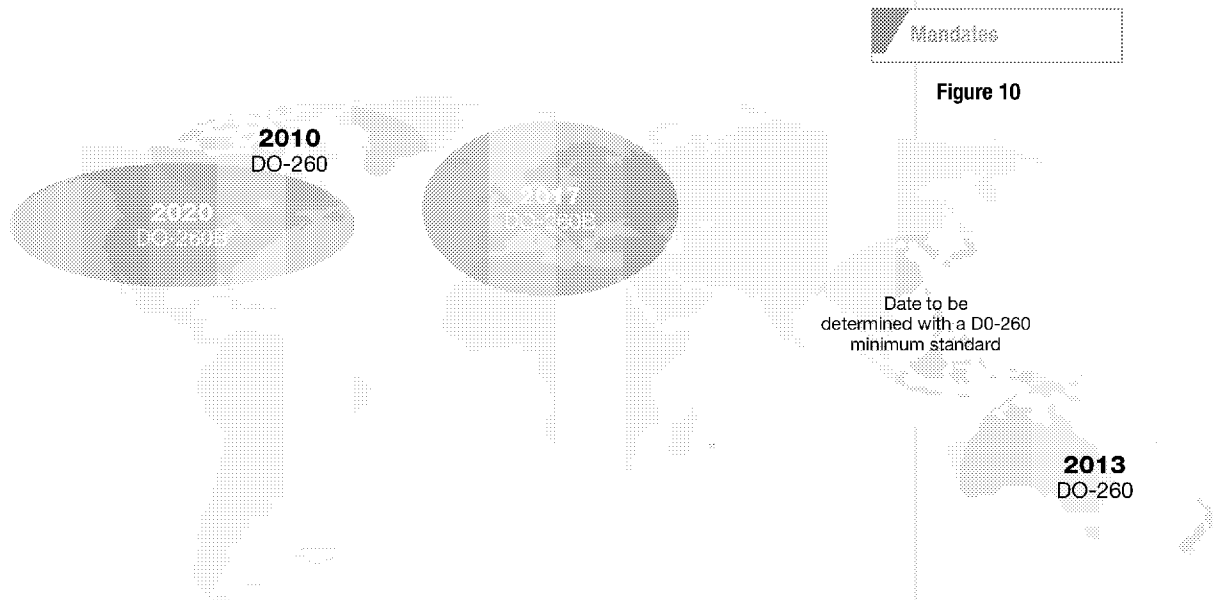 Mandates
Figure 10
2010
DO-260
2020
DO-260B
2017
DO-260B
Date to be
determined with a D0-260
minimum standard
2013
DO-260